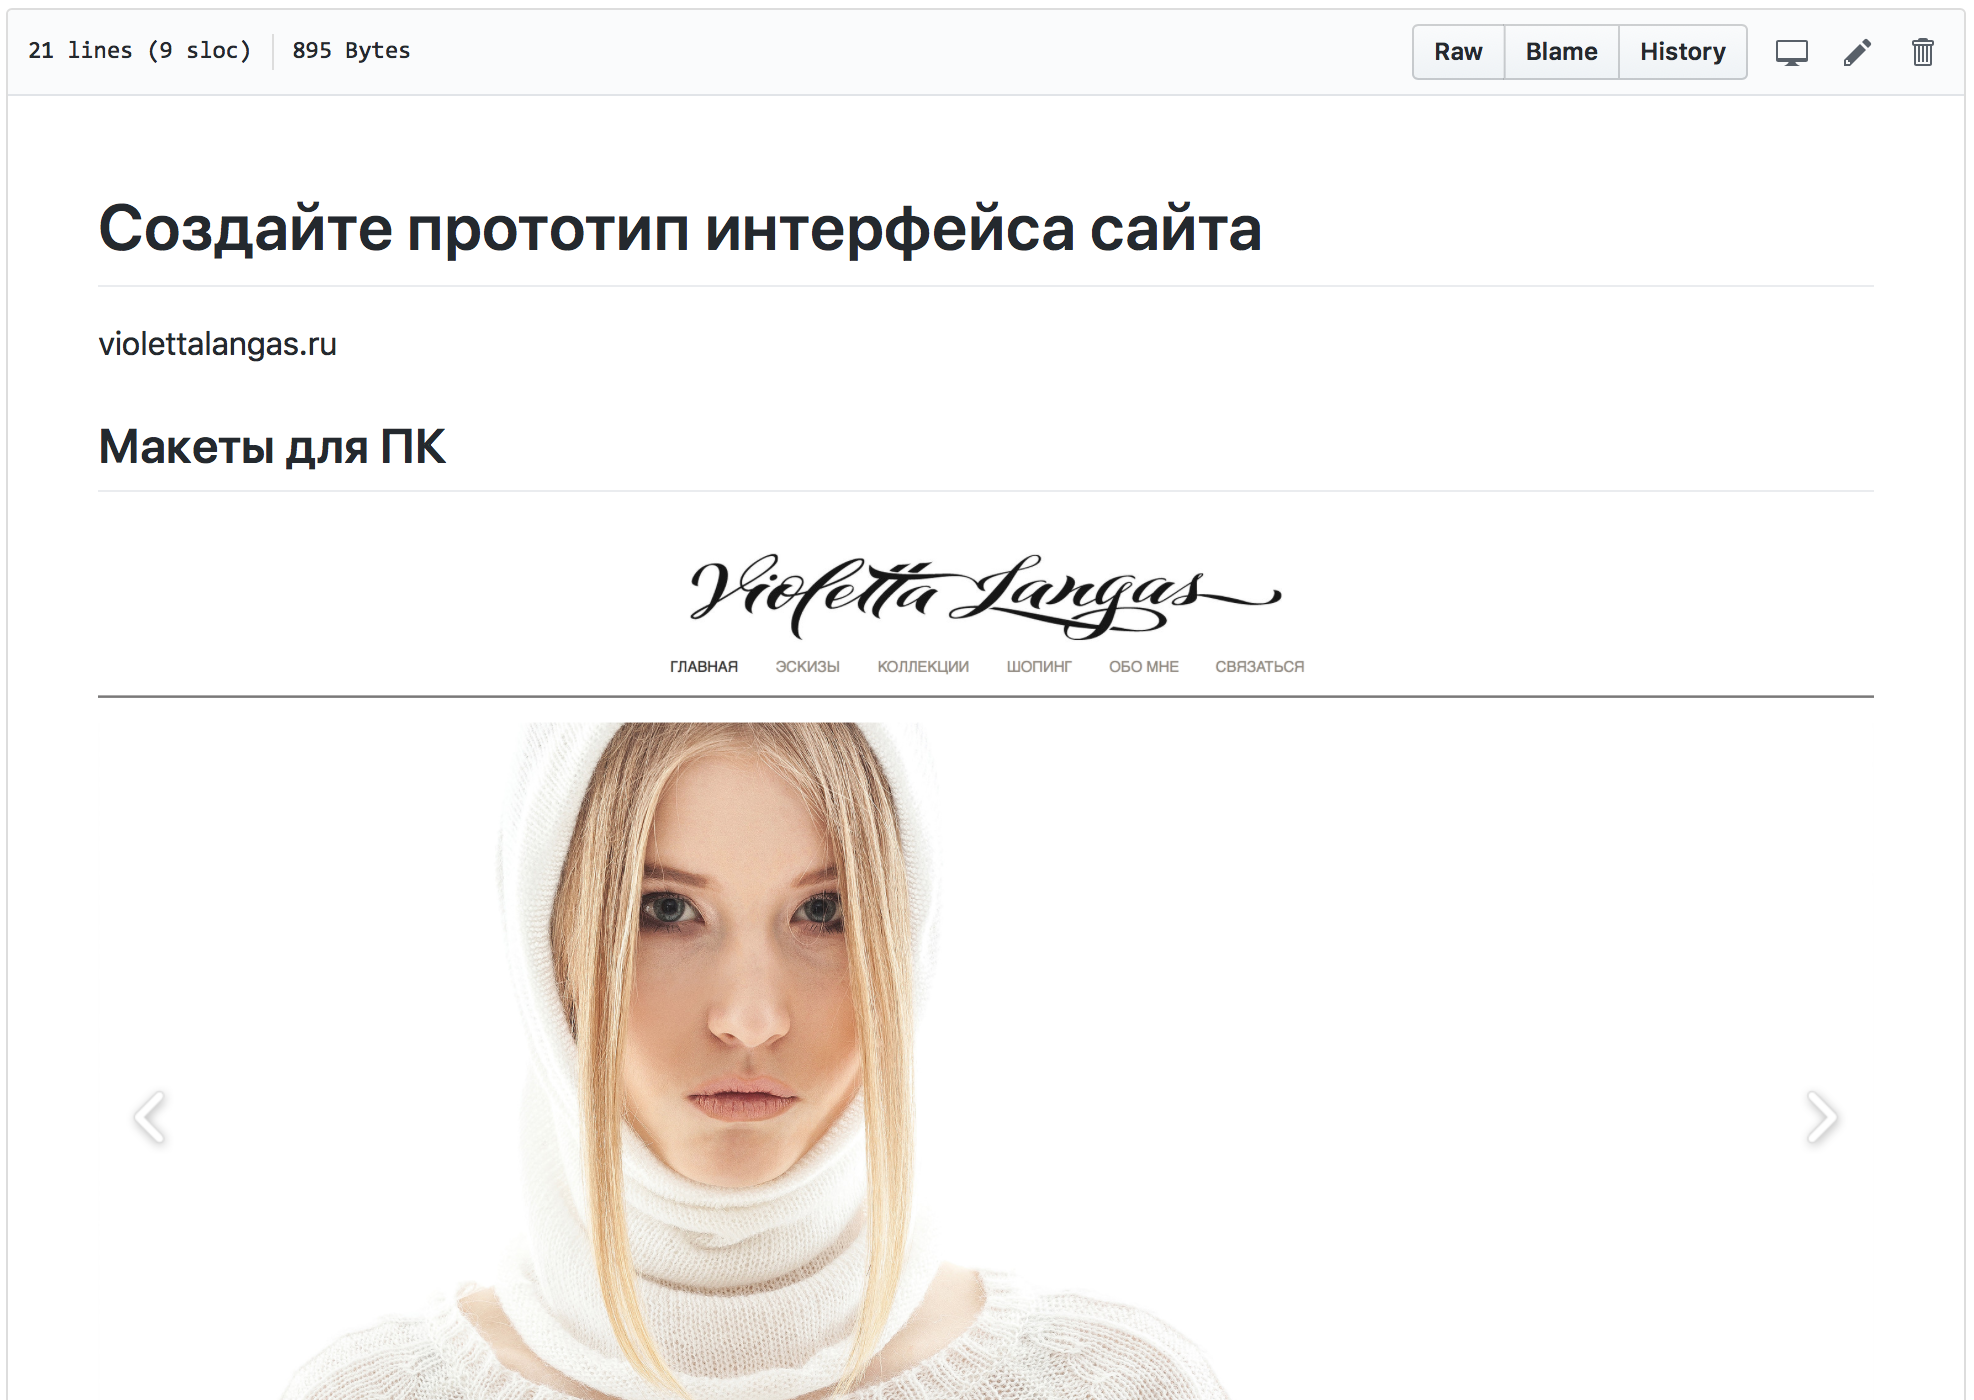 21 lines (9 sloc) 895 Bytes Raw Blame History
Создайте прототип интерфейса сайта
violettalangas.ru
Макеты для ПК
Violetta Langas
ГЛАВНАЯ ЭСКИЗЫ КОЛЛЕКЦИИ ШОПИНГ ОБО МНЕ СВЯЗАТЬСЯ